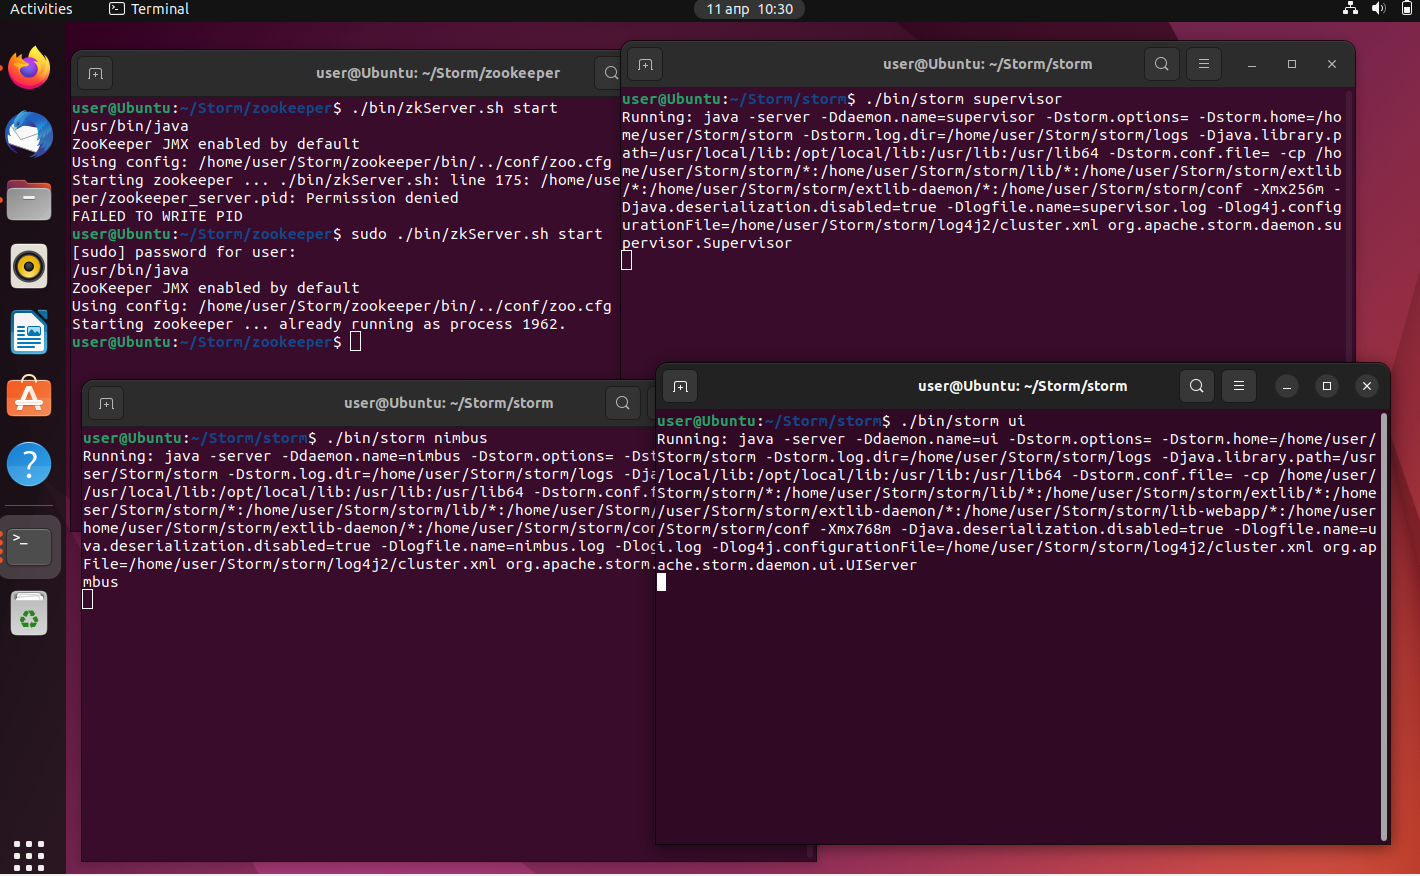 Activities
Terminal
11 апр 10:30
user@Ubuntu: ~/Storm/zookeeper
user@Ubuntu:~/Storm/zookeeper$ ./bin/zkServer.sh start
/usr/bin/java
ZooKeeper JMX enabled by default
Using config: /home/user/Storm/zookeeper/bin/../conf/zoo.cfg
Starting zookeeper ... ./bin/zkServer.sh: line 175: /home/use
per/zookeeper_server.pid: Permission denied
FAILED TO WRITE PID
user@Ubuntu:~/Storm/zookeeper$ sudo ./bin/zkServer.sh start
[sudo] password for user:
/usr/bin/java
ZooKeeper JMX enabled by default
Using config: /home/user/Storm/zookeeper/bin/../conf/zoo.cfg
Starting zookeeper ... already running as process 1962.
user@Ubuntu:~/Storm/zookeeper$
user@Ubuntu: ~/Storm/storm
user@Ubuntu:~/Storm/storm$ ./bin/storm supervisor
Running: java -server -Ddaemon.name=supervisor -Dstorm.options= -Dstorm.home=/ho
me/user/Storm/storm -Dstorm.log.dir=/home/user/Storm/storm/logs -Djava.library.p
ath=/usr/local/lib:/opt/local/lib:/usr/lib:/usr/lib64 -Dstorm.conf.file= -cp /ho
me/user/Storm/storm/*:/home/user/Storm/storm/lib/*:/home/user/Storm/storm/extlib
/*:/home/user/Storm/storm/extlib-daemon/*:/home/user/Storm/storm/conf -Xmx256m -
Djava.deserialization.disabled=true -Dlogfile.name=supervisor.log -Dlog4j.config
urationFile=/home/user/Storm/storm/log4j2/cluster.xml org.apache.storm.daemon.su
pervisor.Supervisor
user@Ubuntu: ~/Storm/storm
user@Ubuntu:~/Storm/storm$ ./bin/storm nimbus
Running: java -server -Ddaemon.name=nimbus -Dstorm.options= -Dst
ser/Storm/storm -Dstorm.log.dir=/home/user/Storm/storm/logs -Dja
/usr/local/lib:/opt/local/lib:/usr/lib:/usr/lib64 -Dstorm.conf.f
ser/Storm/storm/*:/home/user/Storm/storm/lib/*:/home/user/Storm/
home/user/Storm/storm/extlib-daemon/*:/home/user/Storm/storm/con
va.deserialization.disabled=true -Dlogfile.name=nimbus.log -Dlog
File=/home/user/Storm/storm/log4j2/cluster.xml org.apache.storm.
mbus
user@Ubuntu: ~/Storm/storm
user@Ubuntu:~/Storm/storm$ ./bin/storm ui
Running: java -server -Ddaemon.name=ui -Dstorm.options= -Dstorm.home=/home/user/
Storm/storm -Dstorm.log.dir=/home/user/Storm/storm/logs -Djava.library.path=/usr
/local/lib:/opt/local/lib:/usr/lib:/usr/lib64 -Dstorm.conf.file= -cp /home/user/
Storm/storm/*:/home/user/Storm/storm/lib/*:/home/user/Storm/storm/extlib/*:/home
/user/Storm/storm/extlib-daemon/*:/home/user/Storm/storm/lib-webapp/*:/home/user
/Storm/storm/conf -Xmx768m -Djava.deserialization.disabled=true -Dlogfile.name=u
i.log -Dlog4j.configurationFile=/home/user/Storm/storm/log4j2/cluster.xml org.ap
ache.storm.daemon.ui.UIServer